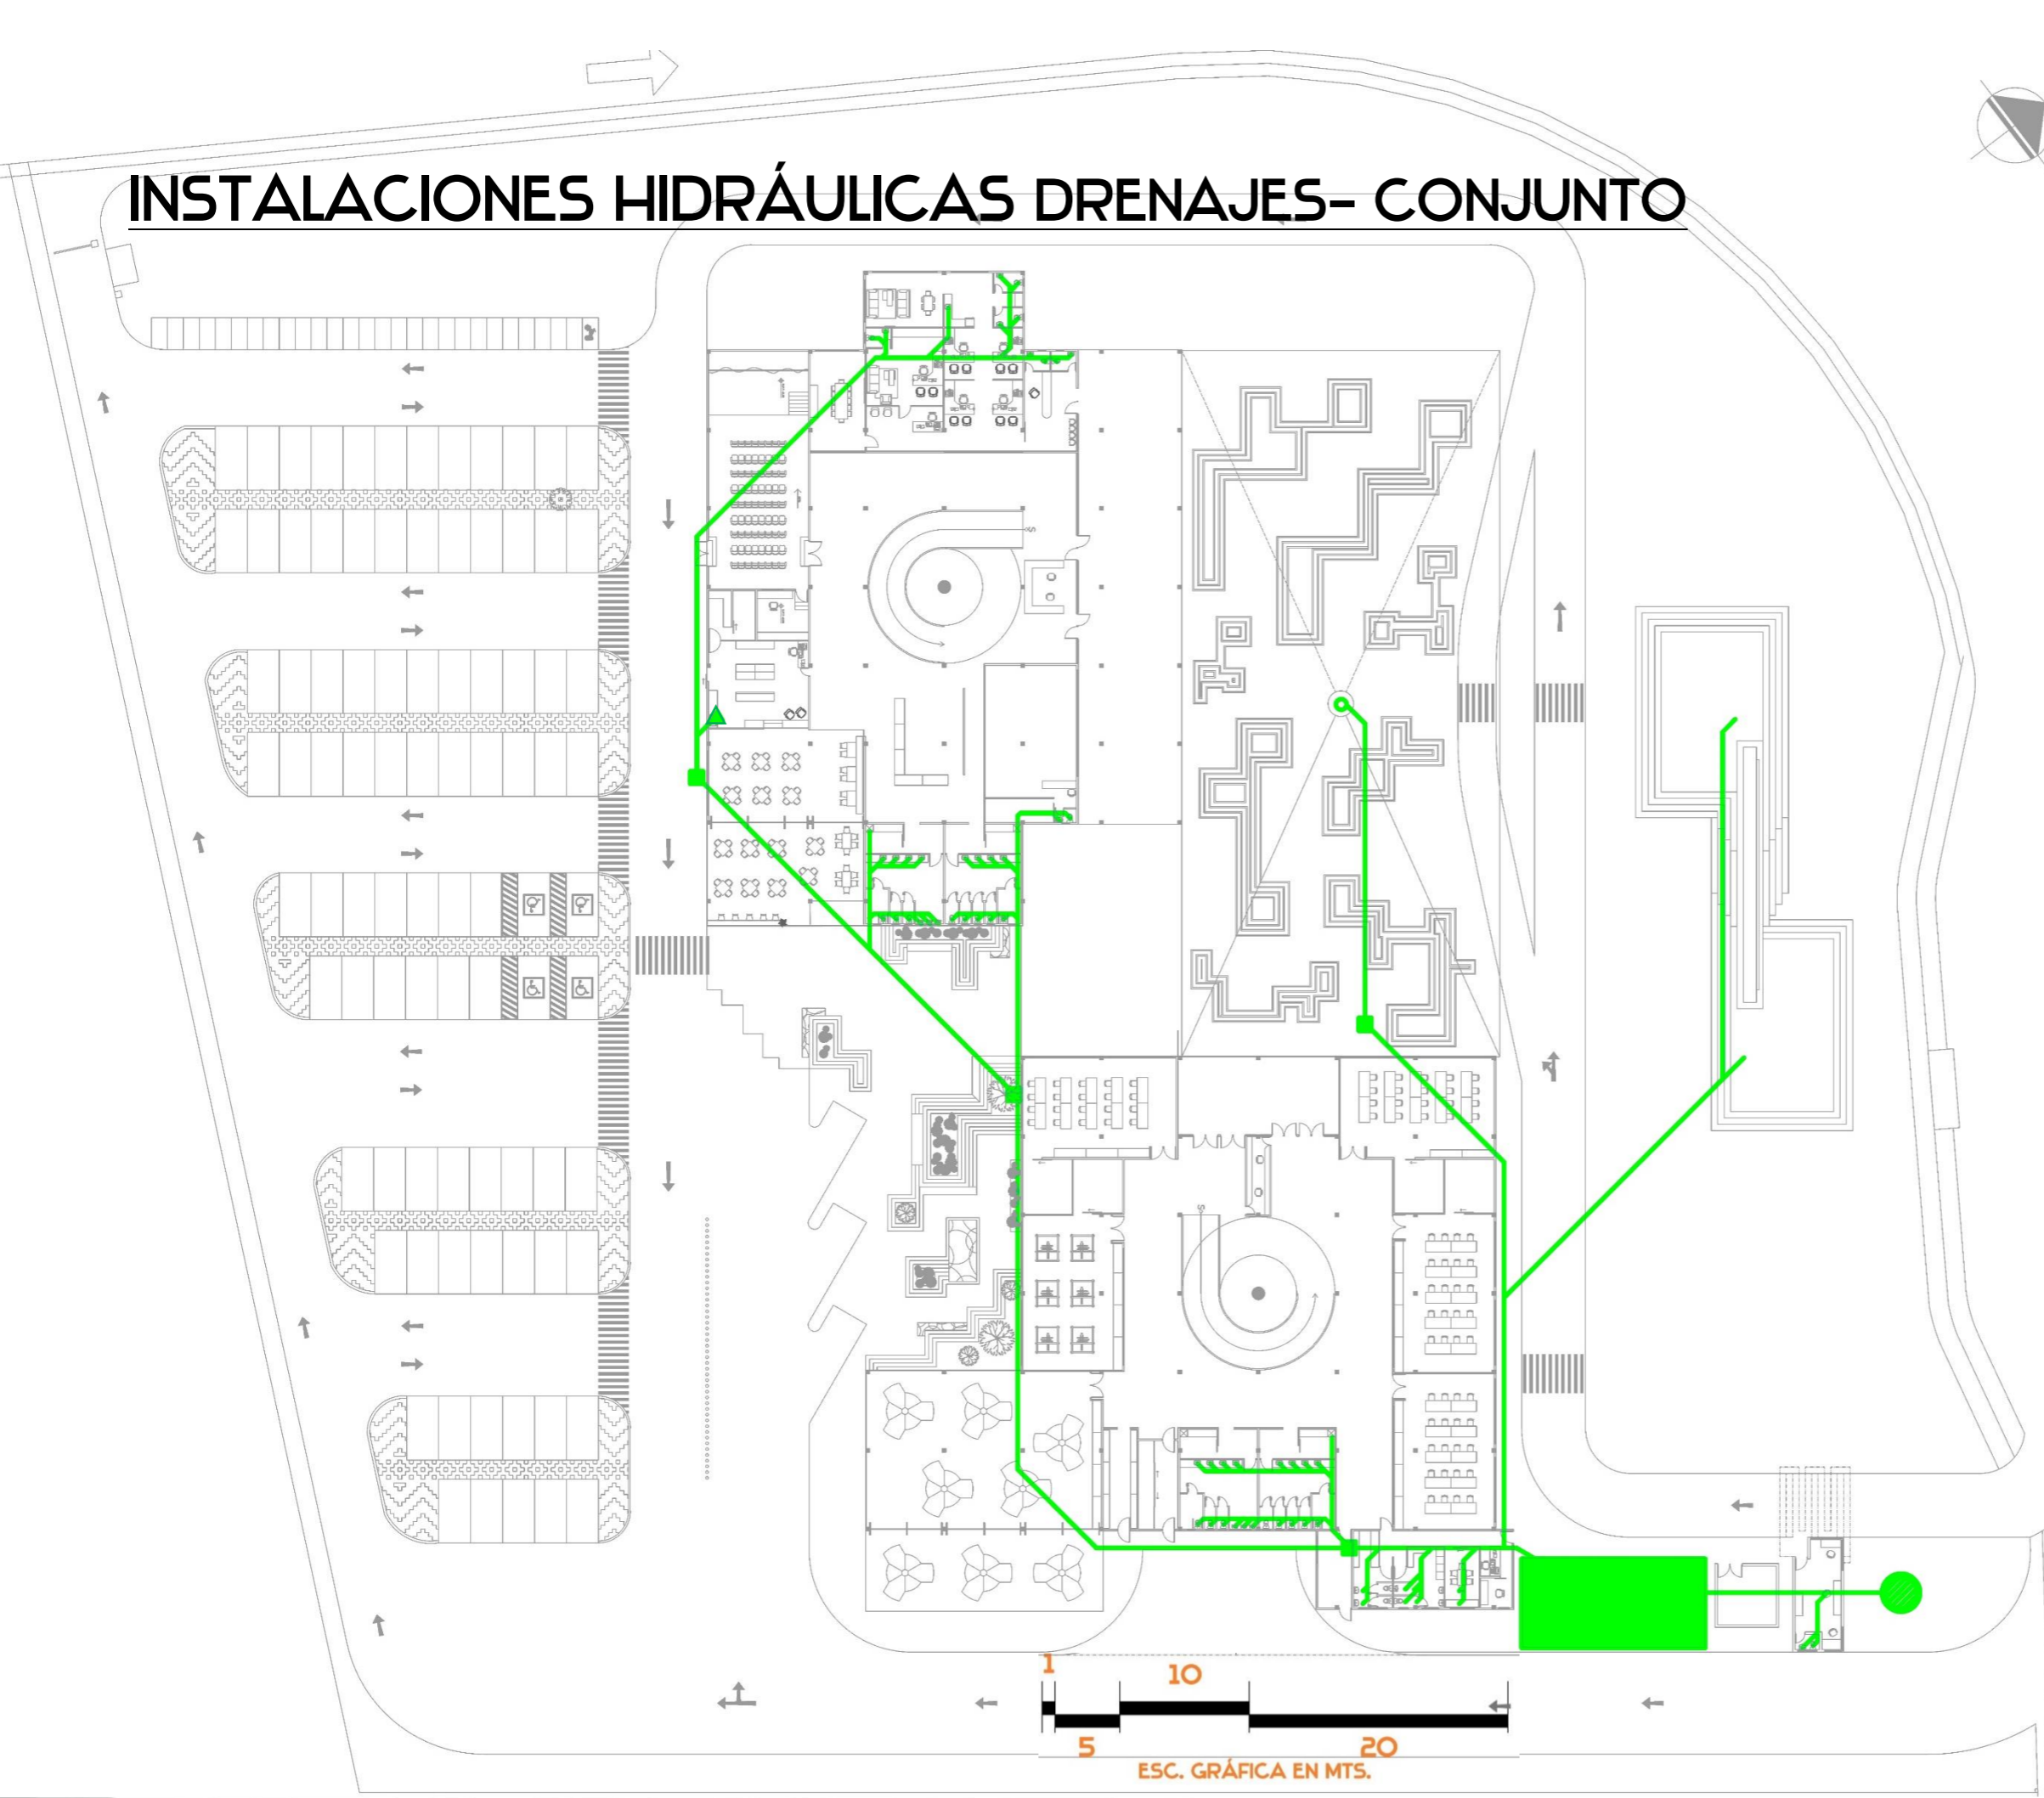 INSTALACIONES HIDRÁULICAS DRENAJES- CONJUNTO
S
S
1
10
5
20
ESC. GRÁFICA EN MTS.